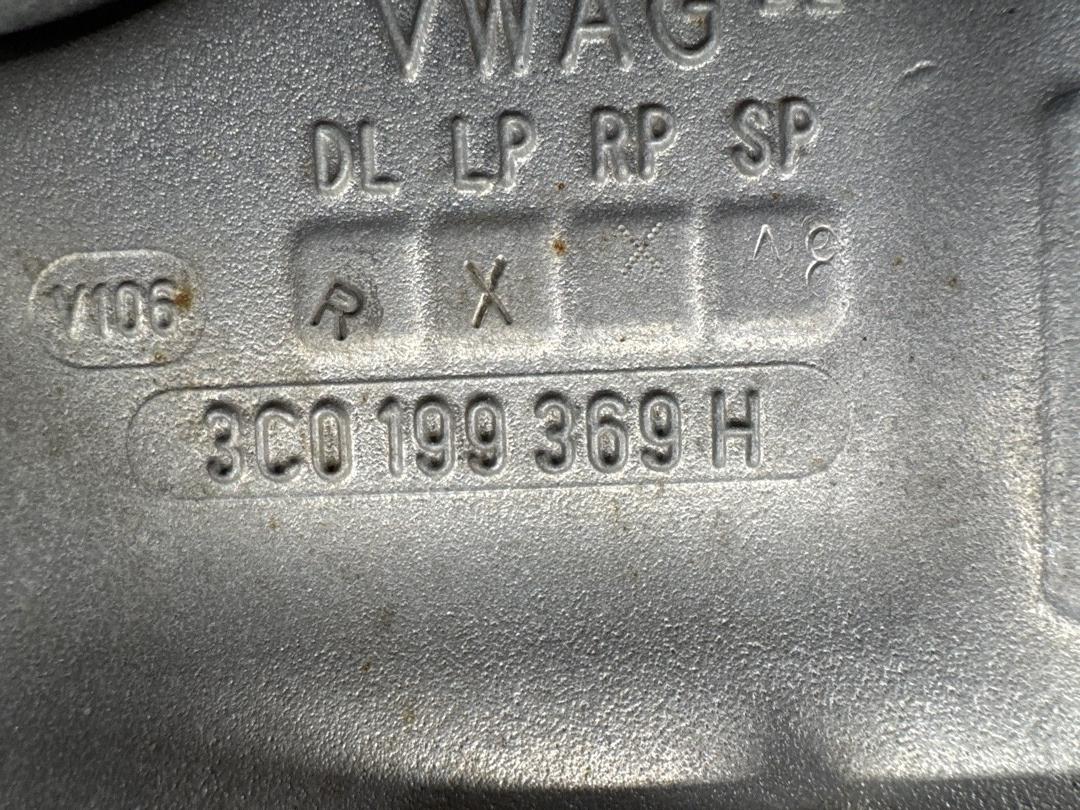 VWAG
DL LP RP SP
R X X
V106
3C0 199 369 H